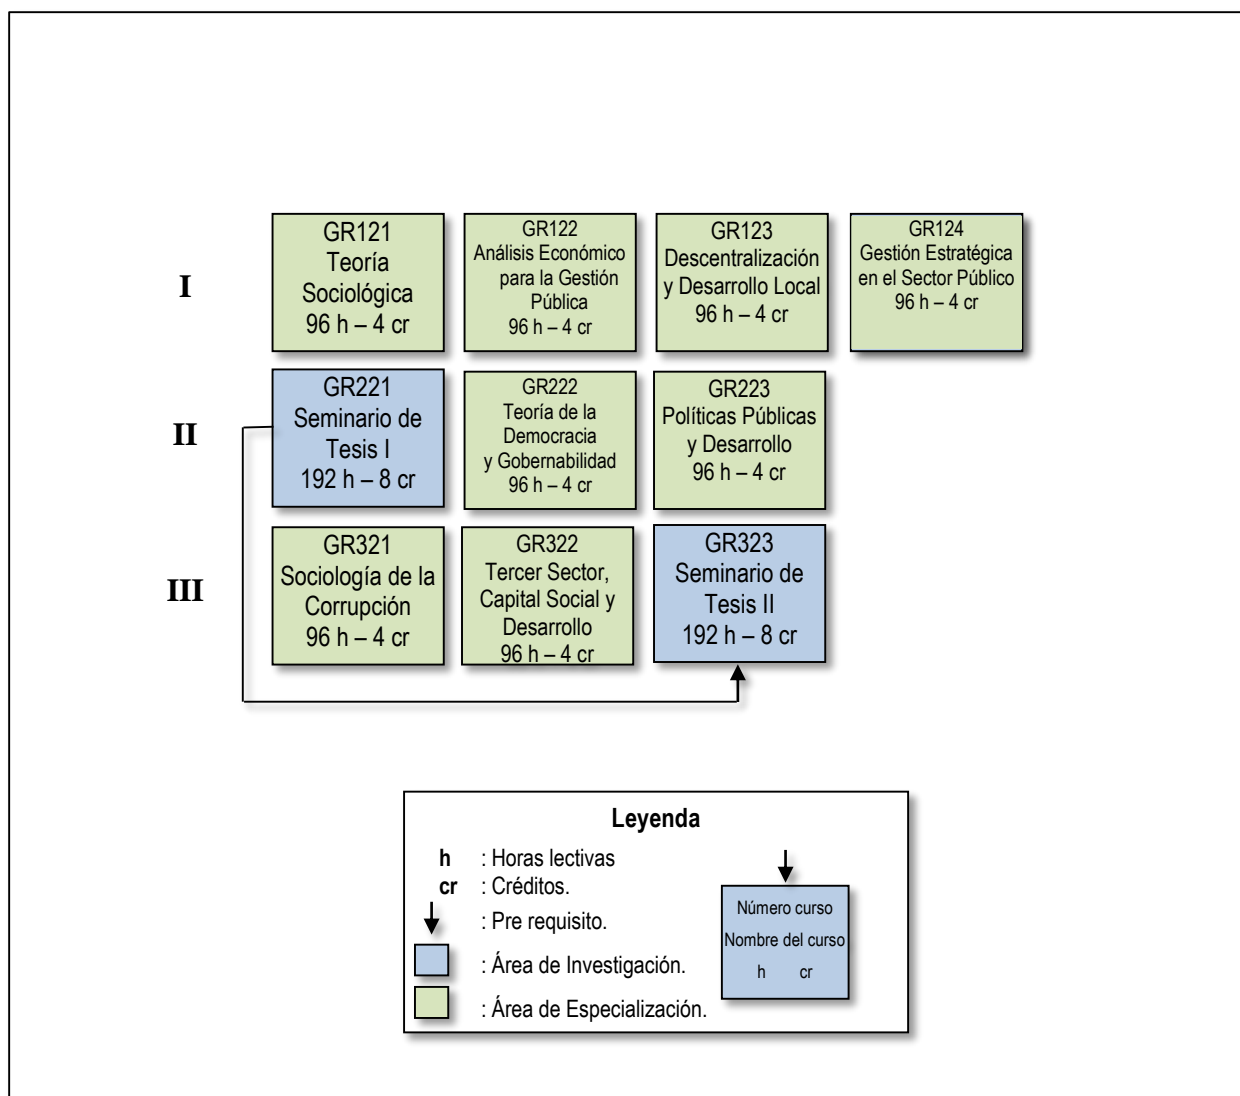 I
GR121
Teoría
Sociológica
96 h – 4 cr
GR122
Análisis Económico
para la Gestión
Pública
96 h – 4 cr
GR123
Descentralización
y Desarrollo Local
96 h – 4 cr
GR124
Gestión Estratégica
en el Sector Público
96 h – 4 cr
II
GR221
Seminario de
Tesis I
192 h – 8 cr
GR222
Teoría de la
Democracia
y Gobernabilidad
96 h – 4 cr
GR223
Políticas Públicas
y Desarrollo
96 h – 4 cr
III
GR321
Sociología de la
Corrupción
96 h – 4 cr
GR322
Tercer Sector,
Capital Social y
Desarrollo
96 h – 4 cr
GR323
Seminario de
Tesis II
192 h – 8 cr
Leyenda
h : Horas lectivas
cr : Créditos.
: Pre requisito.
: Área de Investigación.
: Área de Especialización.
Número curso
Nombre del curso
h cr